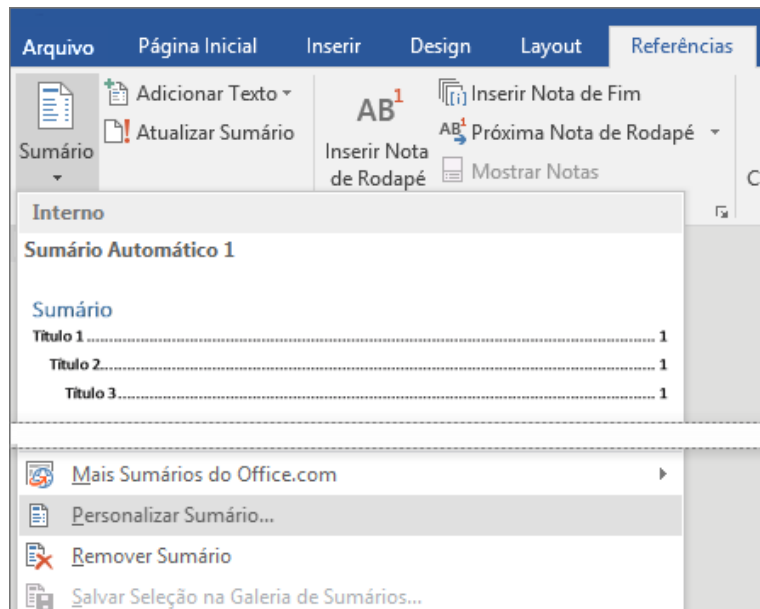 Arquivo Página Inicial Inserir Design Layout Referências
Sumário
Adicionar Texto
Atualizar Sumário
AB1
Inserir Nota
de Rodapé
[i] Inserir Nota de Fim
AB1 Próxima Nota de Rodapé
Mostrar Notas
C
Interno
Sumário Automático 1
Sumário
Título 1 1
Título 2 1
Título 3 1
Mais Sumários do Office.com
Personalizar Sumário...
Remover Sumário
Salvar Seleção na Galeria de Sumários...